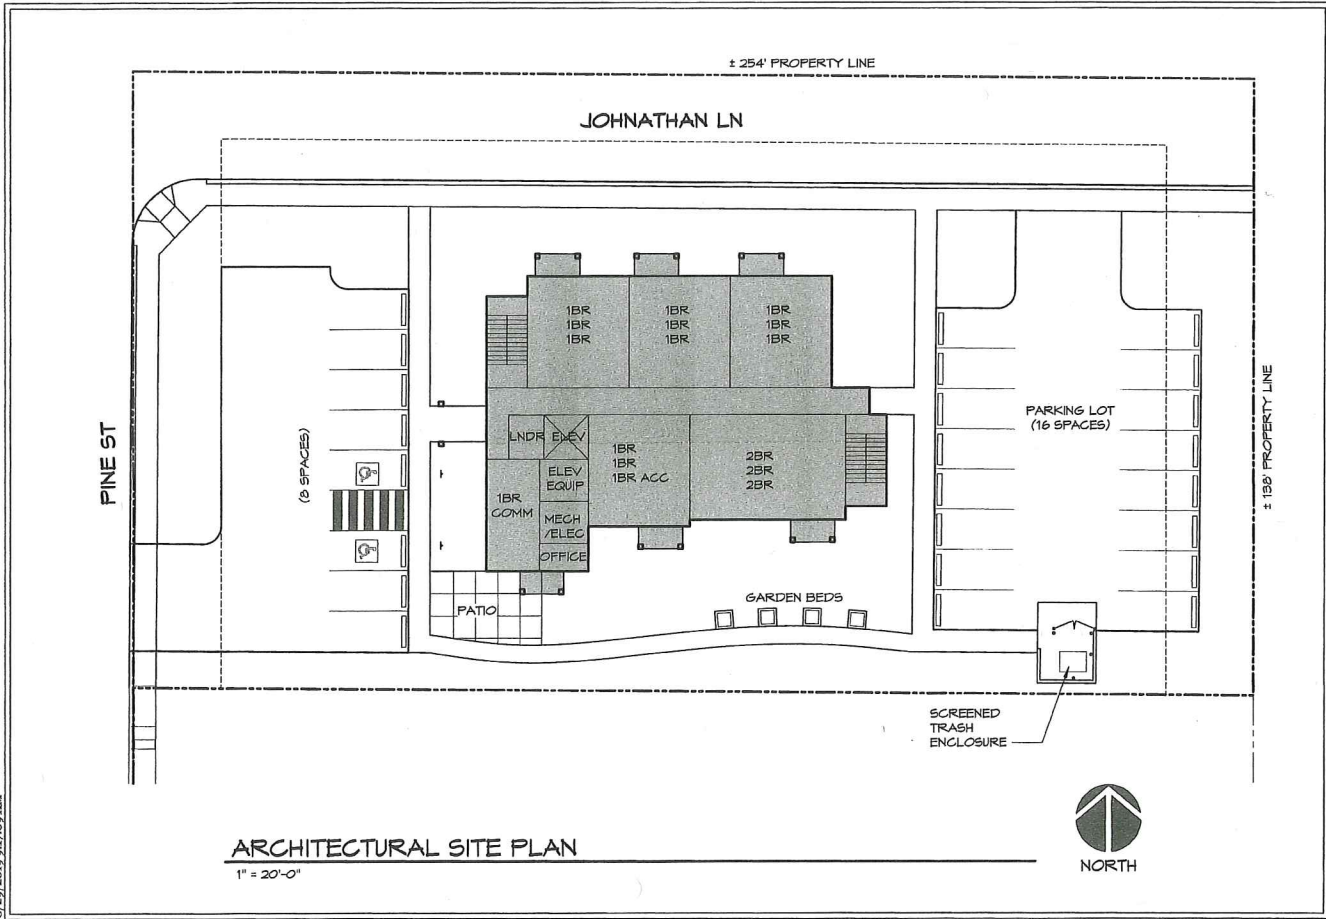 ± 254' PROPERTY LINE
JOHNATHAN LN
PINE ST
(8 SPACES)
1BR
1BR
1BR
1BR
1BR
1BR
1BR
1BR
1BR
LNDR
ELEV
ELEV
EQUIP
1BR
COMM
MECH
/ELEC
OFFICE
1BR
1BR
1BR ACC
2BR
2BR
2BR
PARKING LOT
(16 SPACES)
± 138' PROPERTY LINE
PATIO
GARDEN BEDS
SCREENED
TRASH
ENCLOSURE
ARCHITECTURAL SITE PLAN
1" = 20'-0"
NORTH